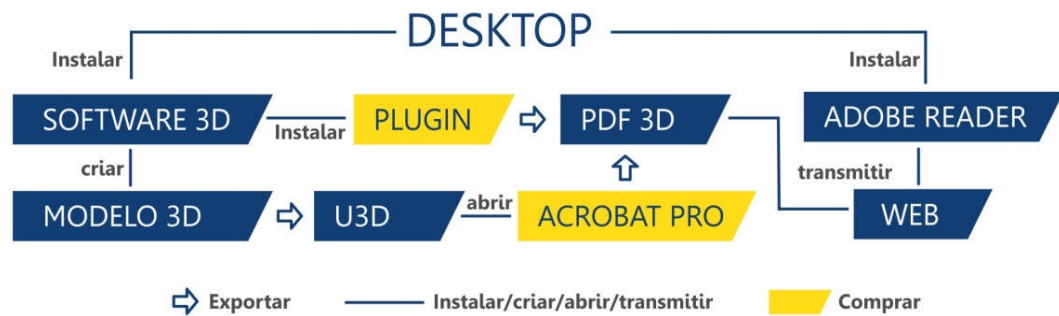 DESKTOP
Instalar
Instalar
SOFTWARE 3D
Instalar
PLUGIN
PDF 3D
ADOBE READER
criar
transmitir
MODELO 3D
U3D
abrir
ACROBAT PRO
WEB
Exportar
Instalar/criar/abrir/transmitir
Comprar